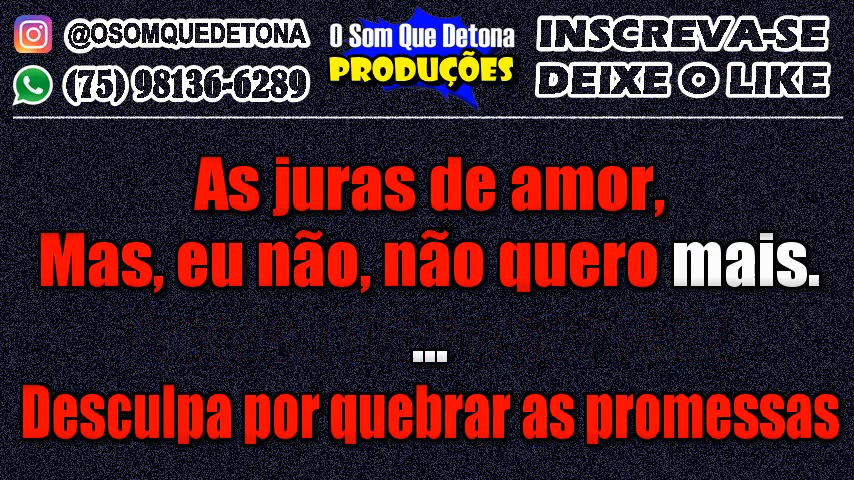 @OSOMQUEDETONA
(75) 98136-6289
O Som Que Detona
PRODUÇÕES
INSCREVA-SE
DEIXE O LIKE
As juras de amor,
Mas, eu não, não quero mais.
...
Desculpa por quebrar as promessas